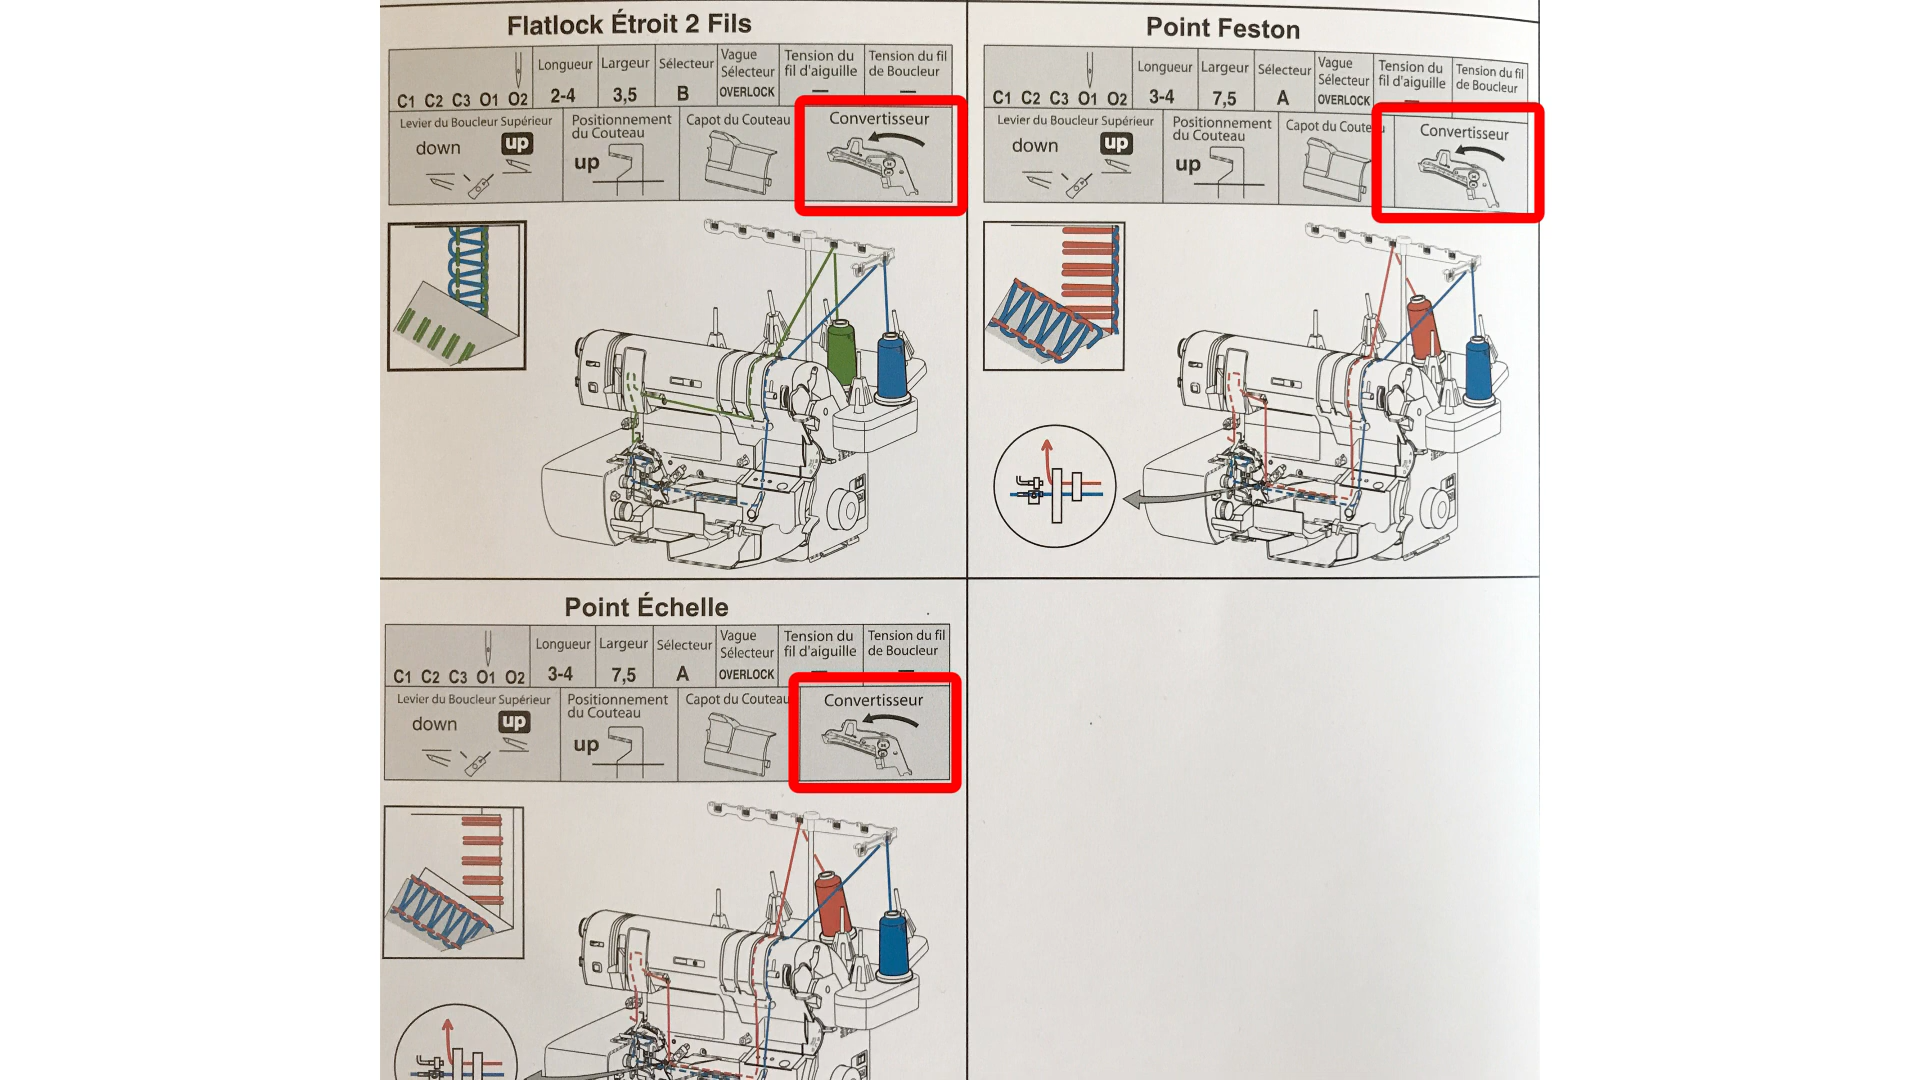 Flatlock Étroit 2 Fils
C1 C2 C3 O1 O2
Longueur
2-4
Largeur
3,5
Sélecteur
B
Vague
Sélecteur
OVERLOCK
Tension du
fil d'aiguille
—
Tension du fil
de Boucleur
—
Levier du Boucleur Supérieur
down up
Positionnement
du Couteau
up
Capot du Couteau
Convertisseur
Point Feston
C1 C2 C3 O1 O2
Longueur
3-4
Largeur
7,5
Sélecteur
A
Vague
Sélecteur
OVERLOCK
Tension du
fil d'aiguille
—
Tension du fil
de Boucleur
Levier du Boucleur Supérieur
down up
Positionnement
du Couteau
up
Capot du Couteau
Convertisseur
Point Échelle
C1 C2 C3 O1 O2
Longueur
3-4
Largeur
7,5
Sélecteur
A
Vague
Sélecteur
OVERLOCK
Tension du
fil d'aiguille
—
Tension du fil
de Boucleur
—
Levier du Boucleur Supérieur
down up
Positionnement
du Couteau
up
Capot du Couteau
Convertisseur